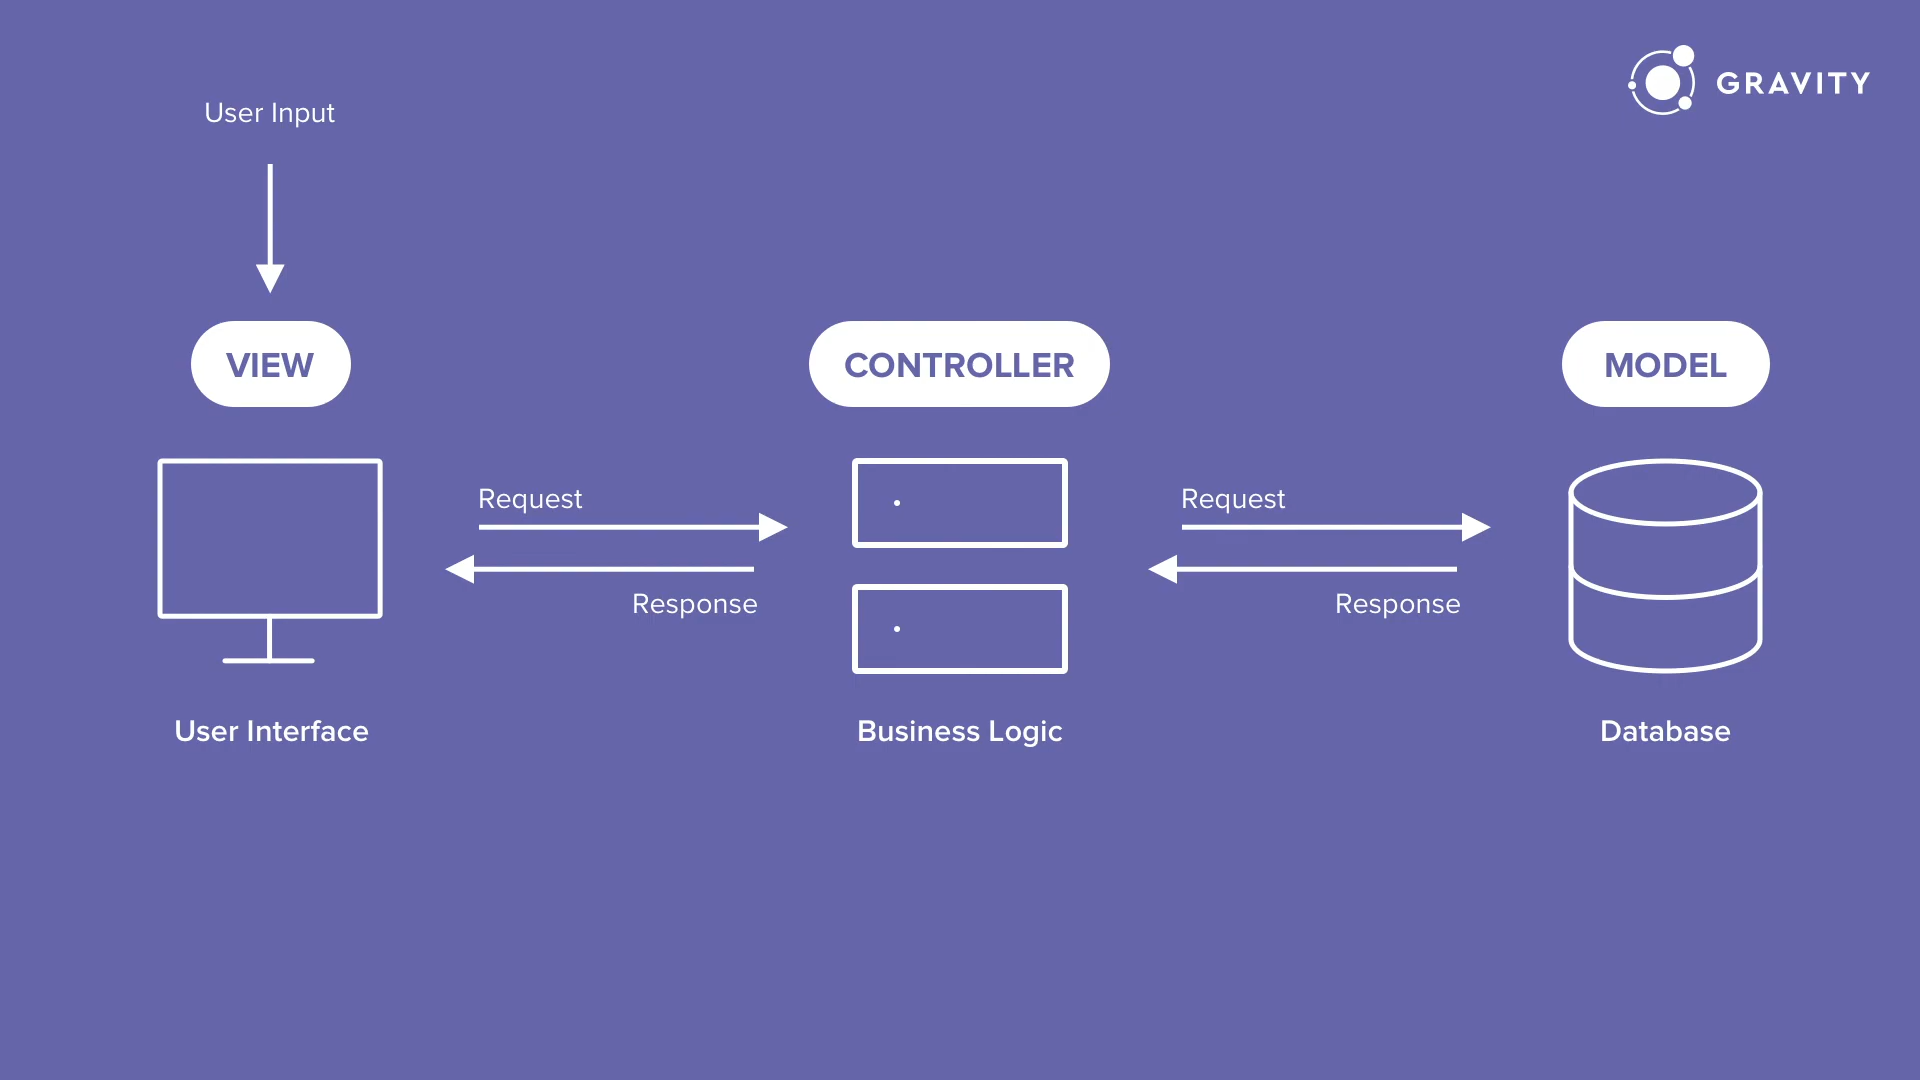 GRAVITY
User Input
VIEW
CONTROLLER
MODEL
Request
Response
Request
Response
User Interface
Business Logic
Database